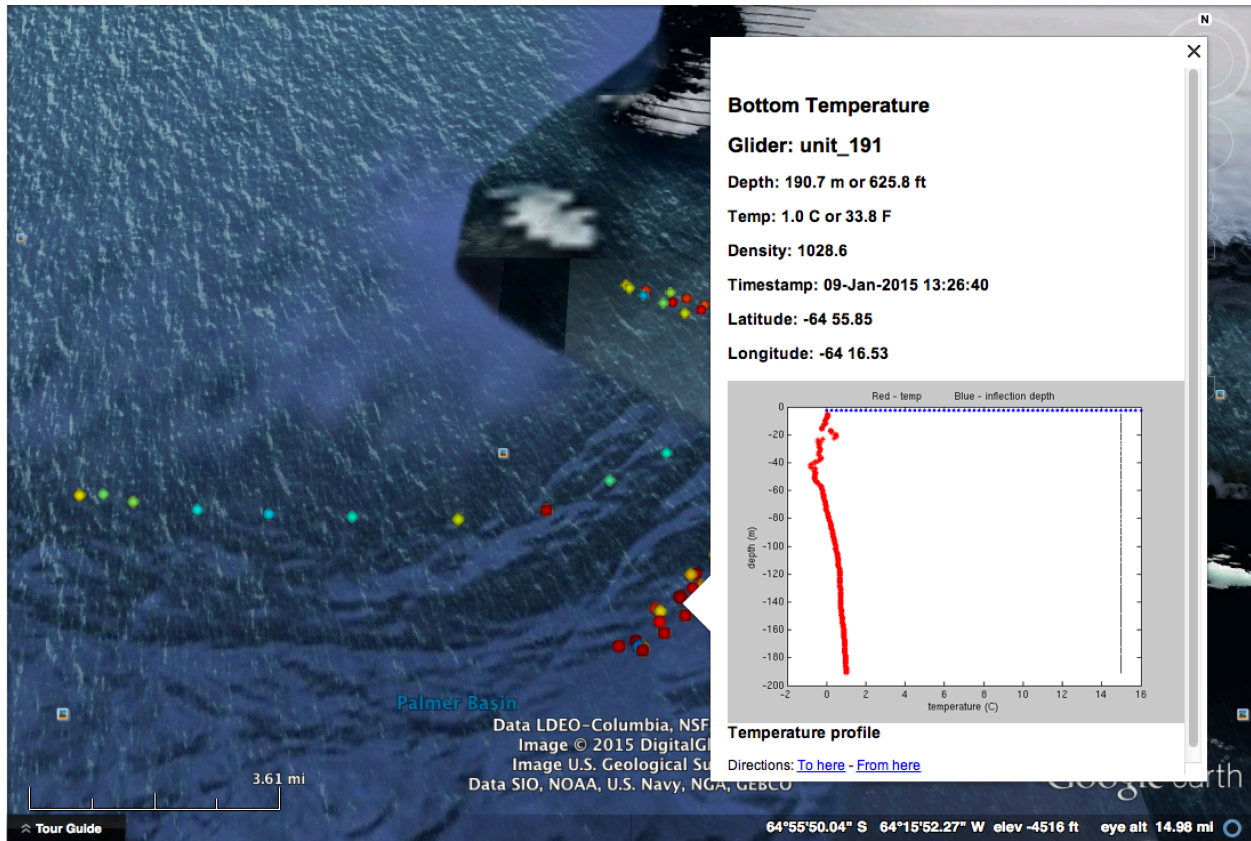 N
Bottom Temperature
Glider: unit_191
Depth: 190.7 m or 625.8 ft
Temp: 1.0 C or 33.8 F
Density: 1028.6
Timestamp: 09-Jan-2015 13:26:40
Latitude: -64 55.85
Longitude: -64 16.53
Red - temp Blue - inflection depth
0
-20
-40
-60
-80
-100
-120
-140
-160
-180
-200
depth (m)
-2 0 2 4 6 8 10 12 14 16
temperature (C)
Temperature profile
Directions: To here - From here
Palmer Basin
Data LDEO-Columbia, NSF
Image © 2015 DigitalGl
Image U.S. Geological Su
Data SIO, NOAA, U.S. Navy, NGA, GEBCO
Google earth
3.61 mi
Tour Guide
64°55'50.04" S 64°15'52.27" W elev -4516 ft eye alt 14.98 mi